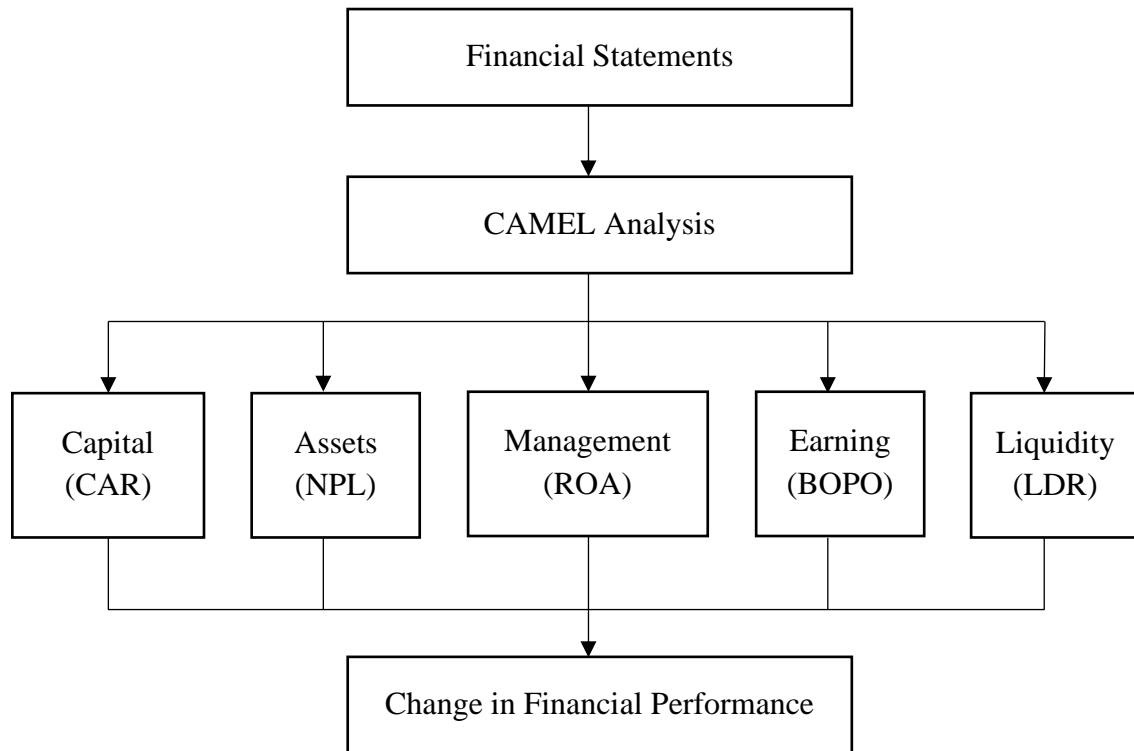 Financial Statements
CAMEL Analysis
Capital
(CAR)
Assets
(NPL)
Management
(ROA)
Earning
(BOPO)
Liquidity
(LDR)
Change in Financial Performance